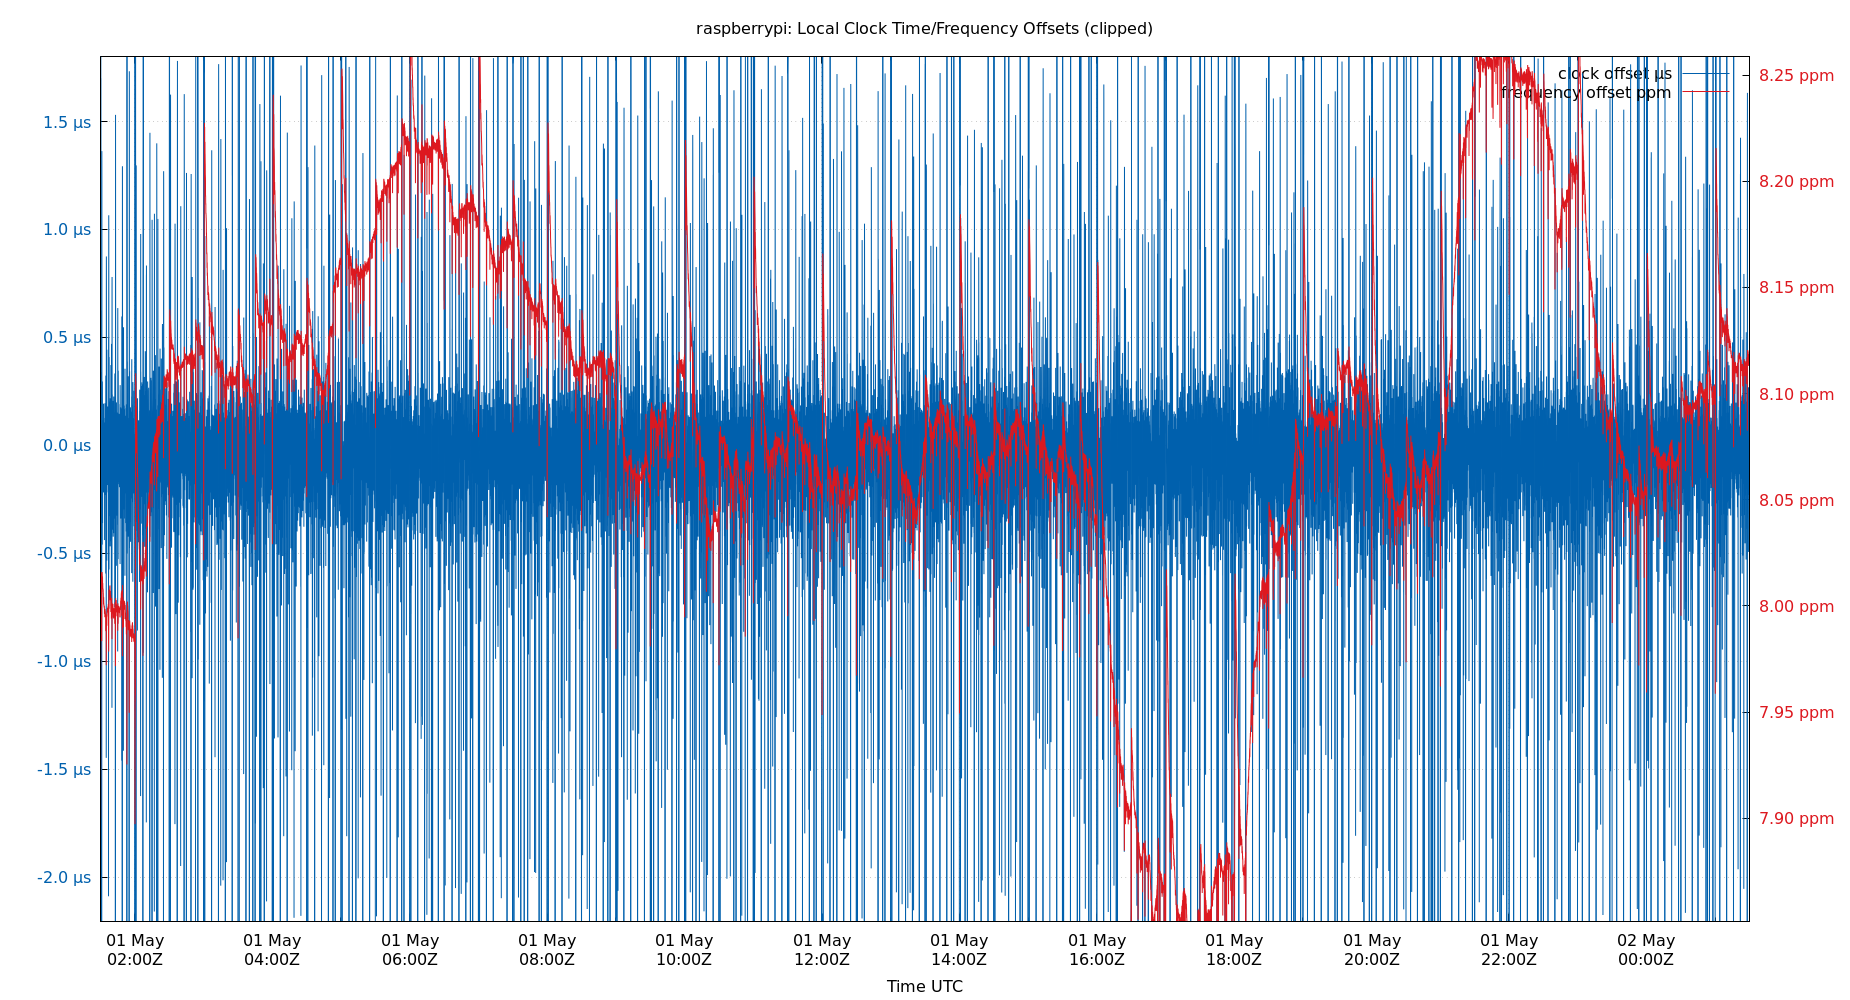 raspberrypi: Local Clock Time/Frequency Offsets (clipped)
clock offset µs
frequency offset ppm
1.5 µs
1.0 µs
0.5 µs
0.0 µs
-0.5 µs
-1.0 µs
-1.5 µs
-2.0 µs
8.25 ppm
8.20 ppm
8.15 ppm
8.10 ppm
8.05 ppm
8.00 ppm
7.95 ppm
7.90 ppm
01 May 01 May 01 May 01 May 01 May 01 May 01 May 01 May 01 May 01 May 01 May 02 May
02:00Z 04:00Z 06:00Z 08:00Z 10:00Z 12:00Z 14:00Z 16:00Z 18:00Z 20:00Z 22:00Z 00:00Z
Time UTC